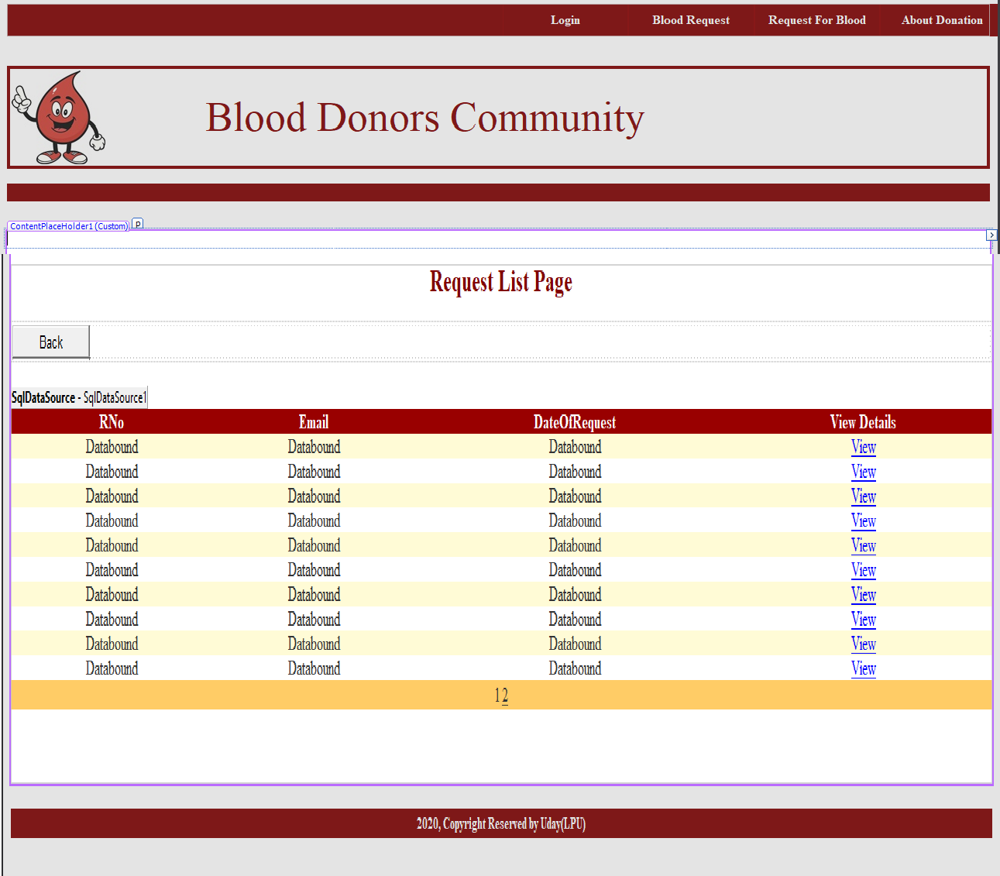 Login Blood Request Request For Blood About Donation
Blood Donors Community
ContentPlaceHolder1 (Custom) p
>
Request List Page
Back
SqlDataSource - SqlDataSource1
RNo Email DateOfRequest View Details
Databound Databound Databound View
Databound Databound Databound View
Databound Databound Databound View
Databound Databound Databound View
Databound Databound Databound View
Databound Databound Databound View
Databound Databound Databound View
Databound Databound Databound View
Databound Databound Databound View
Databound Databound Databound View
1 2
2020, Copyright Reserved by Uday(LPU)